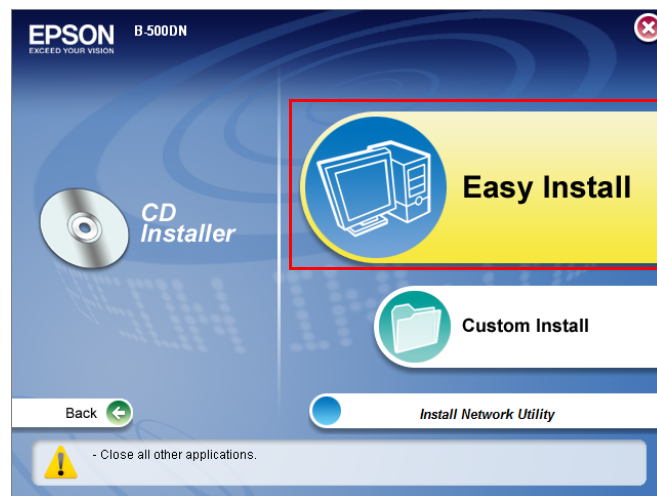 EPSON
EXCEED YOUR VISION
B-500DN
Easy Install
CD
Installer
Custom Install
Back
Install Network Utility
- Close all other applications.